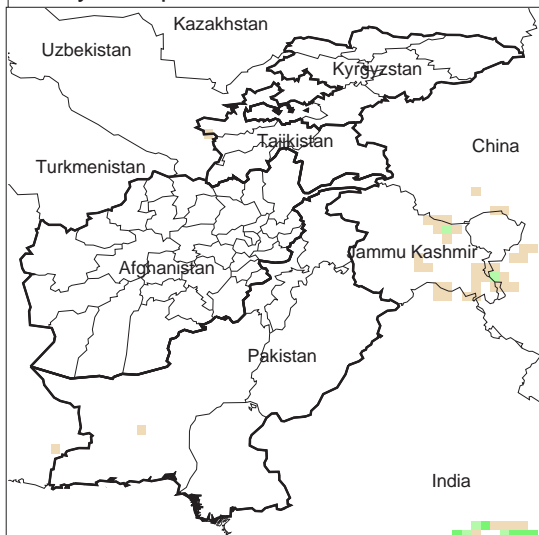 Kazakhstan
Uzbekistan
Kyrgyzstan
Tajikistan
China
Turkmenistan
Jammu Kashmir
Afghanistan
Pakistan
India